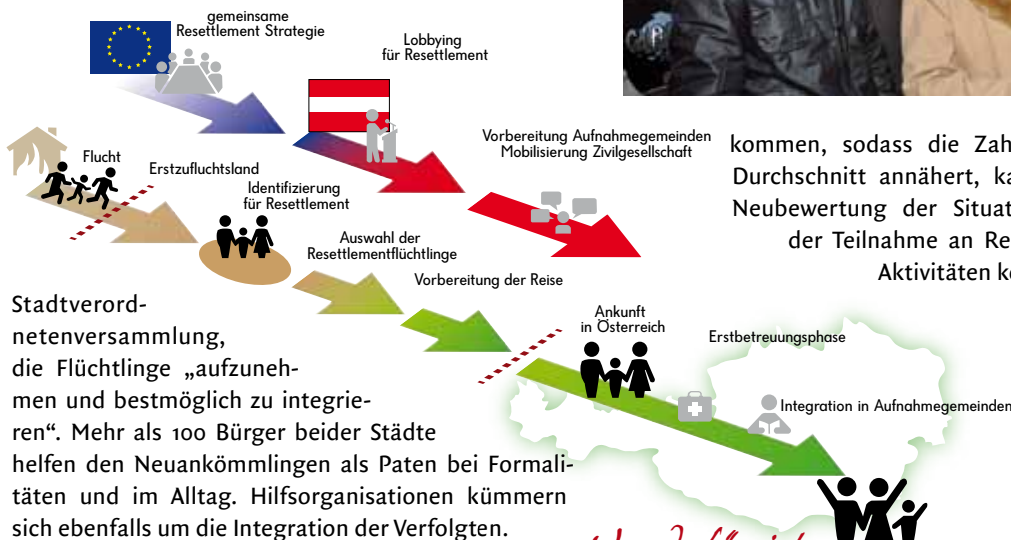 gemeinsame
Resettlement Strategie
Lobbying
für Resettlement
Vorbereitung Aufnahmegemeinden
Mobilisierung Zivilgesellschaft
Flucht
Erstzufluchtsland
Identifizierung
für Resettlement
Auswahl der
Resettlementflüchtlinge
Vorbereitung der Reise
Ankunft
in Österreich
Erstbetreuungsphase
Integration in Aufnahmegemeinden
Stadtverord-
netenversammlung,
die Flüchtlinge „aufzuneh-
men und bestmöglich zu integrie-
ren“. Mehr als 100 Bürger beider Städte
helfen den Neuankömmlingen als Paten bei Formali-
täten und im Alltag. Hilfsorganisationen kümmern
sich ebenfalls um die Integration der Verfolgten.
kommen, sodass die Zah
Durchschnitt annähert, ka
Neubewertung der Situat
der Teilnahme an Re
Aktivitäten k